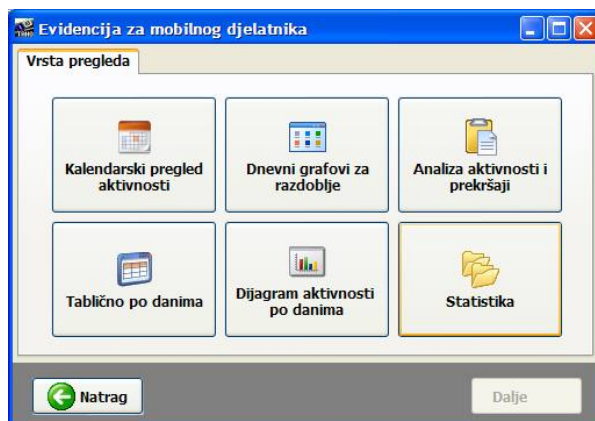 Evidencija za mobilnog djelatnika
Vrsta pregleda
Kalendarski pregled
aktivnosti
Dnevni grafovi za
razdoblje
Analiza aktivnosti i
prekršaji
Tablično po danima
Dijagram aktivnosti
po danima
Statistika
Natrag
Dalje